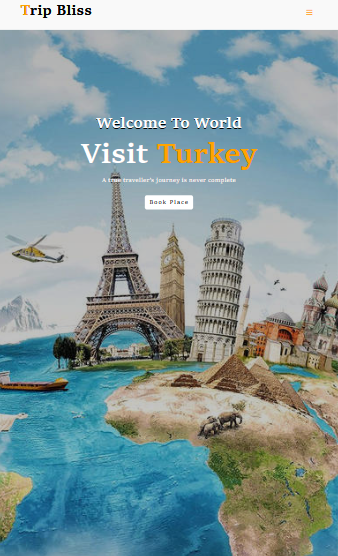 Trip Bliss
Welcome To World
Visit Turkey
A true traveller's journey is never complete
Book Place